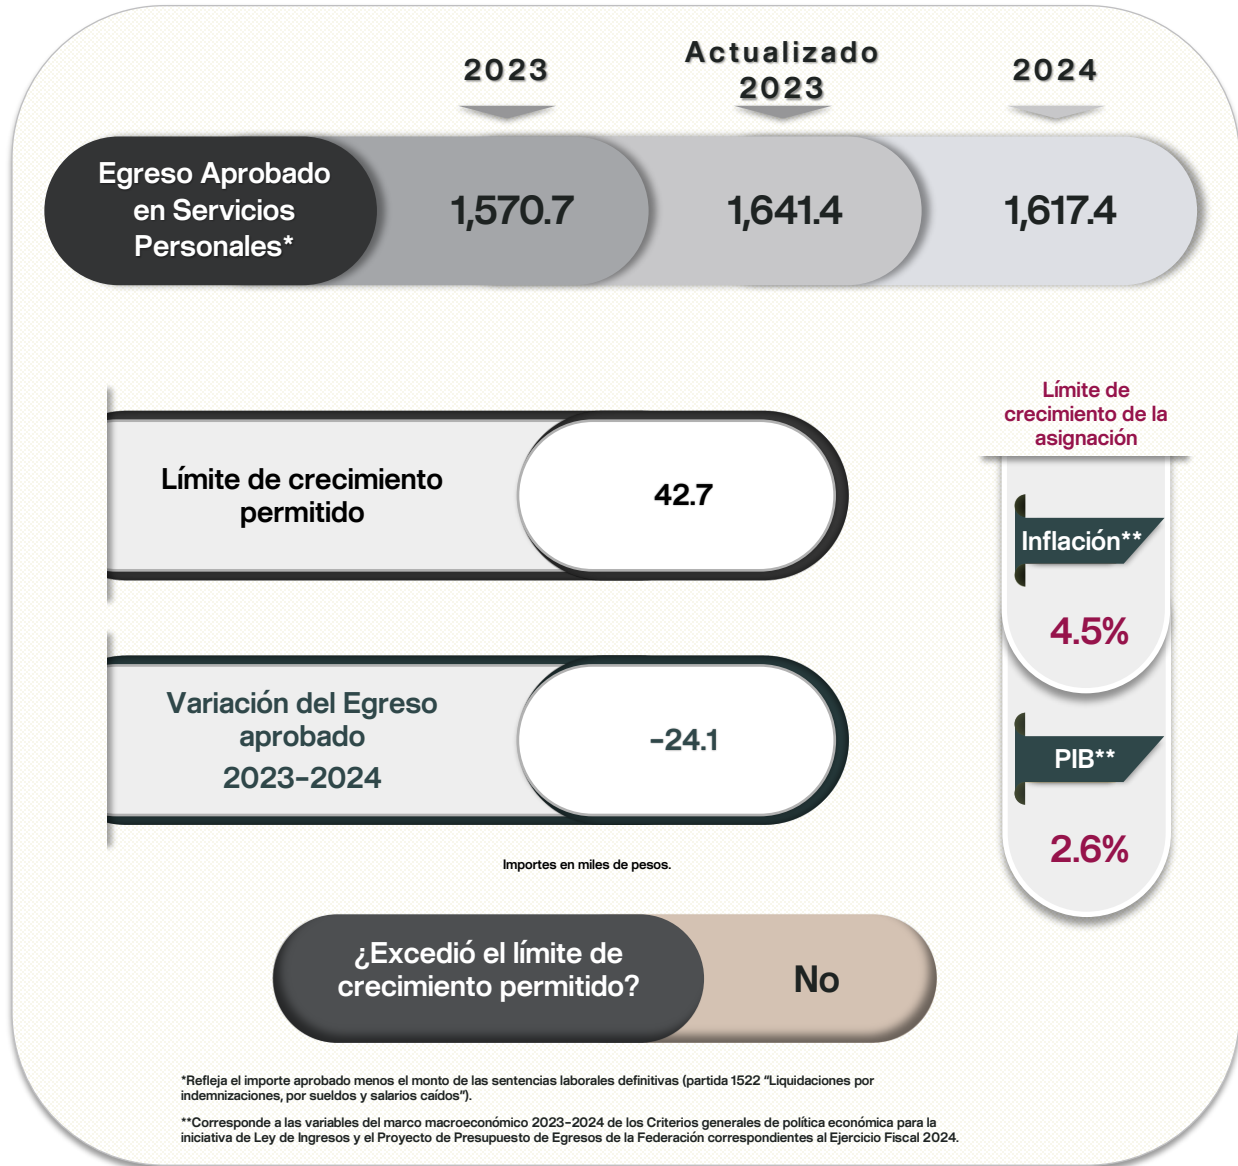 2023
Actualizado
2023
2024
Egreso Aprobado
en Servicios
Personales*
1,570.7
1,641.4
1,617.4
Límite de
crecimiento de la
asignación
Límite de crecimiento
permitido
42.7
Inflación**
4.5%
Variación del Egreso
aprobado
2023-2024
-24.1
PIB**
2.6%
Importes en miles de pesos.
¿Excedió el límite de
crecimiento permitido?
No
*Refleja el importe aprobado menos el monto de las sentencias laborales definitivas (partida 1522 "Liquidaciones por
indemnizaciones, por sueldos y salarios caídos").
**Corresponde a las variables del marco macroeconómico 2023-2024 de los Criterios generales de política económica para la
iniciativa de Ley de Ingresos y el Proyecto de Presupuesto de Egresos de la Federación correspondientes al Ejercicio Fiscal 2024.